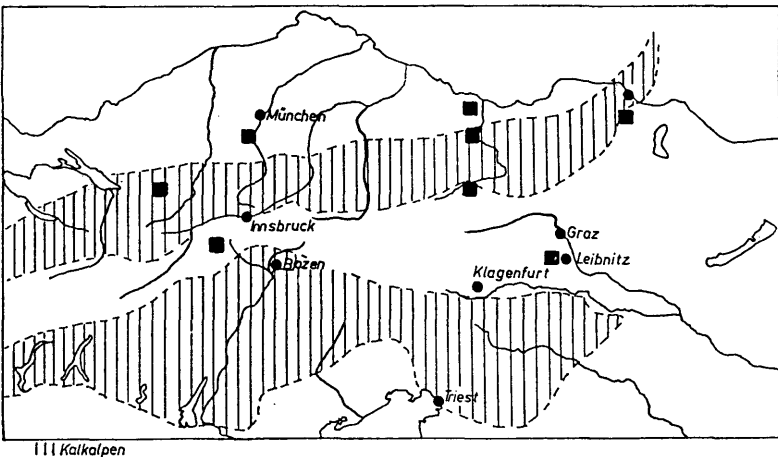 München
Innsbruck
Graz
Bozen
Leibnitz
Klagenfurt
Triest
Kalkalpen